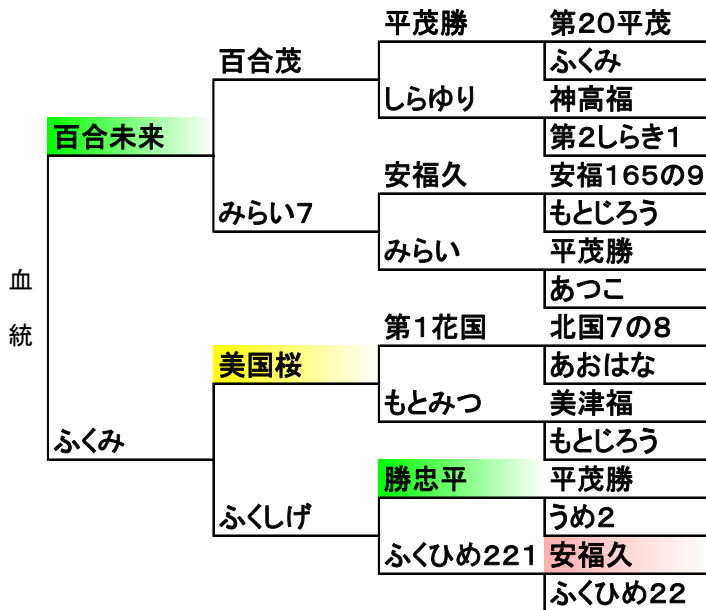 平茂勝 第20平茂
百合茂 ふくみ
しらゆり 神高福
百合未来 第2しらき1
安福久 安福165の9
みらい7 もとじろう
みらい 平茂勝
血統 あつこ
第1花国 北国7の8
美国桜 あおはな
もとみつ 美津福
ふくみ もとじろう
勝忠平 平茂勝
ふくしげ うめ2
ふくひめ221 安福久
ふくひめ22